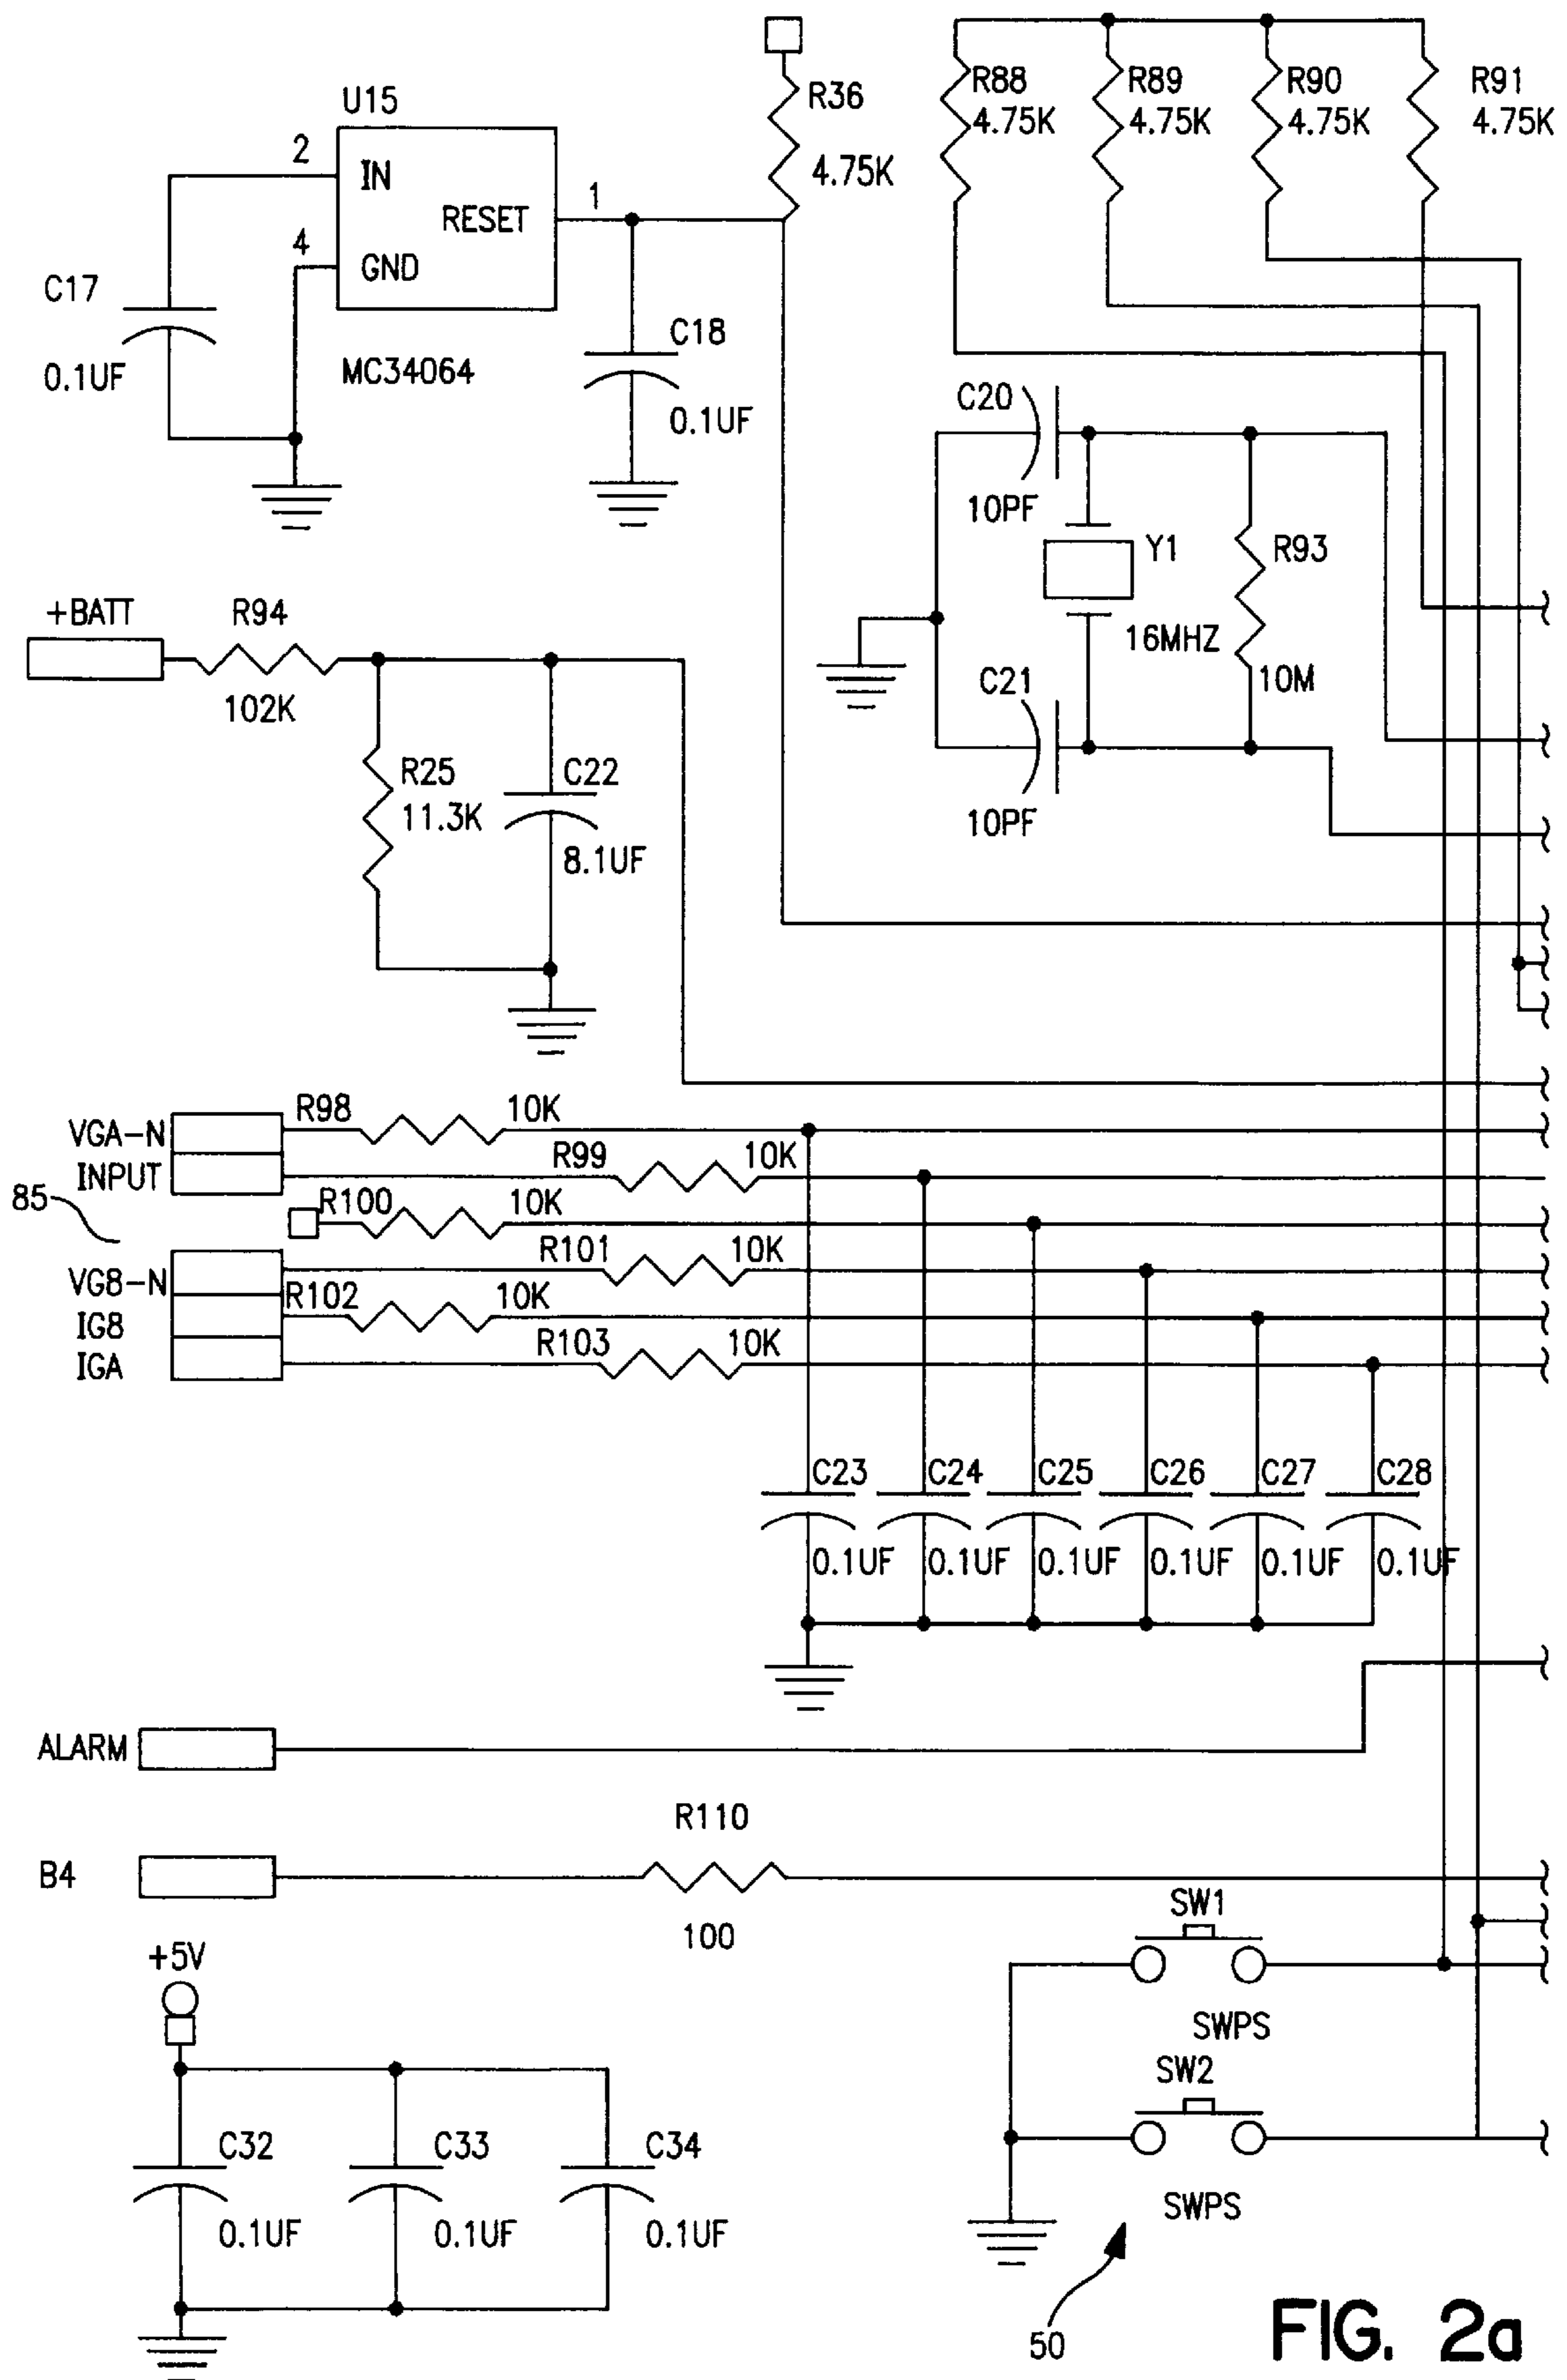 U15
2
IN
RESET
1
4
GND
C17
0.1UF
MC34064
C18
0.1UF
R36
4.75K
R88
4.75K
R89
4.75K
R90
4.75K
R91
4.75K
C20
10PF
Y1
16MHZ
R93
10M
C21
10PF
+BATT
R94
102K
R25
11.3K
C22
8.1UF
VGA-N
R98
10K
INPUT
R99
10K
85
R100
10K
VG8-N
R101
10K
IG8
R102
10K
IGA
R103
10K
C23
0.1UF
C24
0.1UF
C25
0.1UF
C26
0.1UF
C27
0.1UF
C28
0.1UF
ALARM
B4
R110
100
SW1
SWPS
SW2
SWPS
+5V
C32
0.1UF
C33
0.1UF
C34
0.1UF
50
FIG. 2a